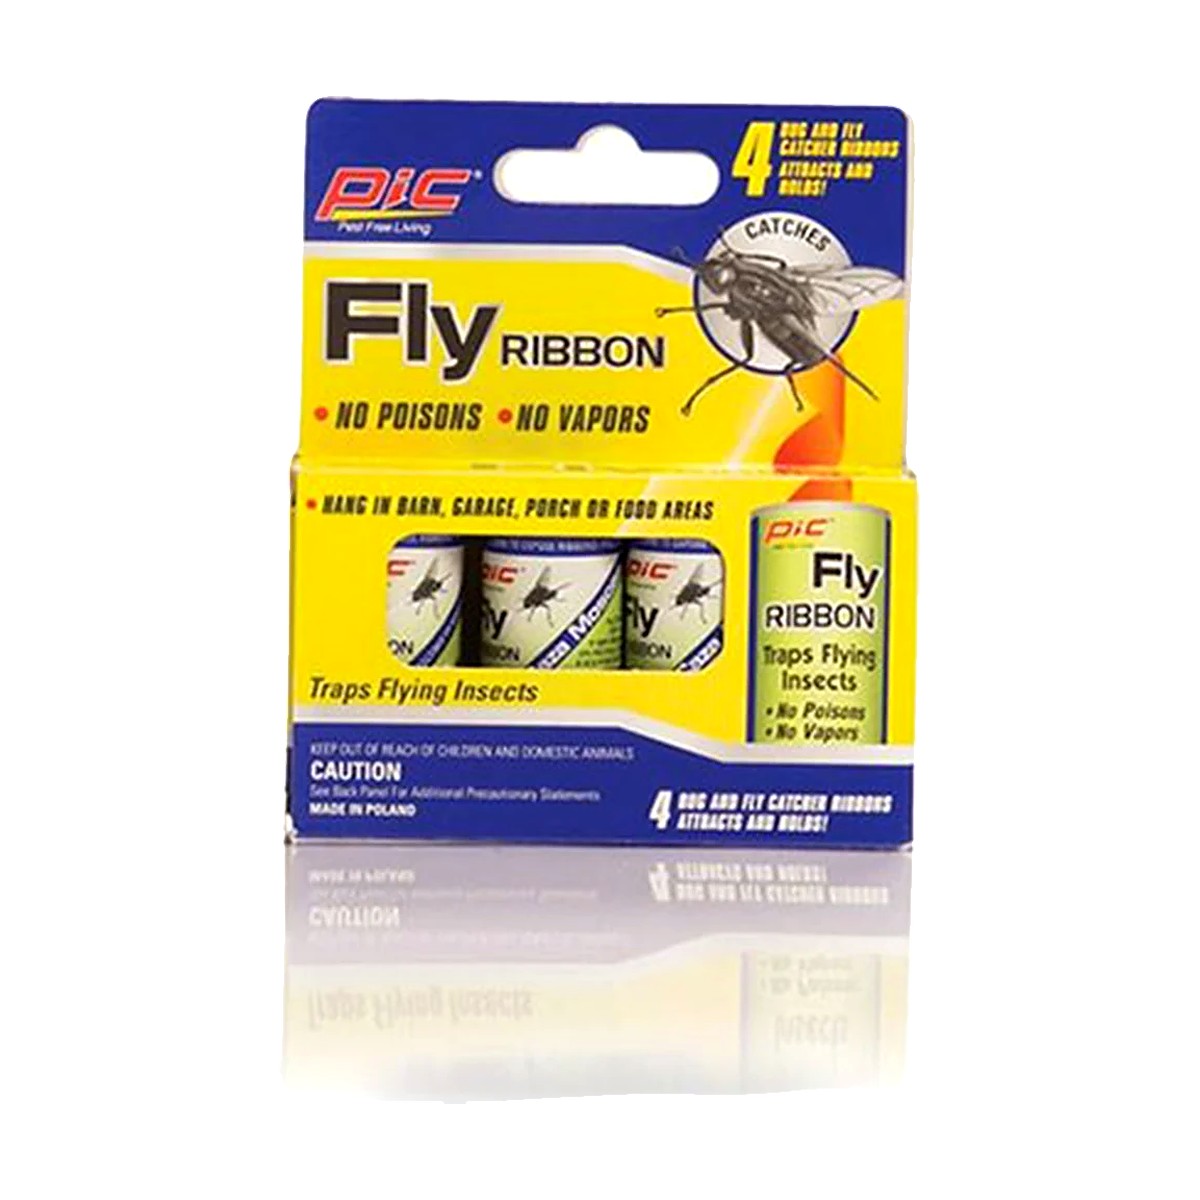 PIC®
Pest Free Living
4 BUG AND FLY
CATCHER RIBBONS
ATTRACTS AND
HOLDS!
CATCHES
Fly RIBBON
• NO POISONS • NO VAPORS
• HANG IN BARN, GARAGE, PORCH OR FOOD AREAS
PIC
Fly
RIBBON
Traps Flying
Insects
• No Poisons
• No Vapors
PIC
RIBBON
Traps Flying Insects
KEEP OUT OF REACH OF CHILDREN AND DOMESTIC ANIMALS
CAUTION
See Back Panel For Additional Precautionary Statements
MADE IN POLAND
4 BUG AND FLY CATCHER RIBBONS
ATTRACTS AND HOLDS!